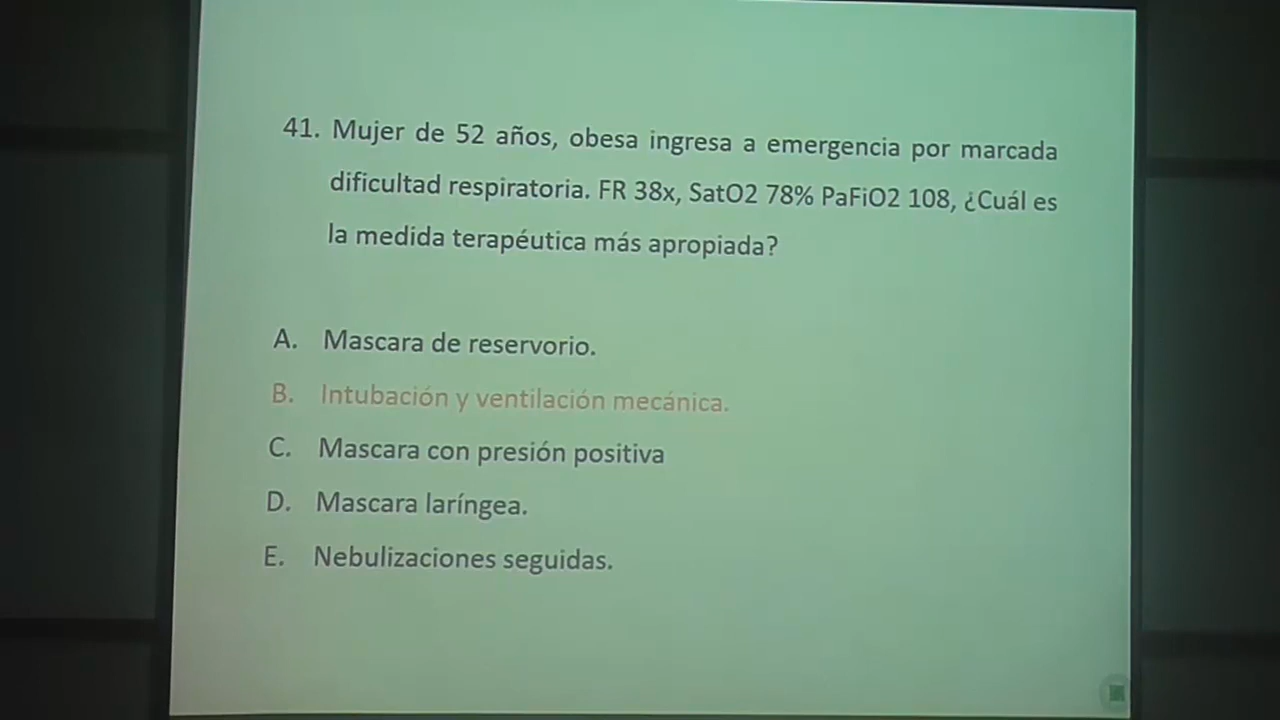 41. Mujer de 52 años, obesa ingresa a emergencia por marcada
dificultad respiratoria. FR 38x, SatO2 78% PaFiO2 108, ¿Cuál es
la medida terapéutica más apropiada?
A. Mascara de reservorio.
B. Intubación y ventilación mecánica.
C. Mascara con presión positiva
D. Mascara laríngea.
E. Nebulizaciones seguidas.